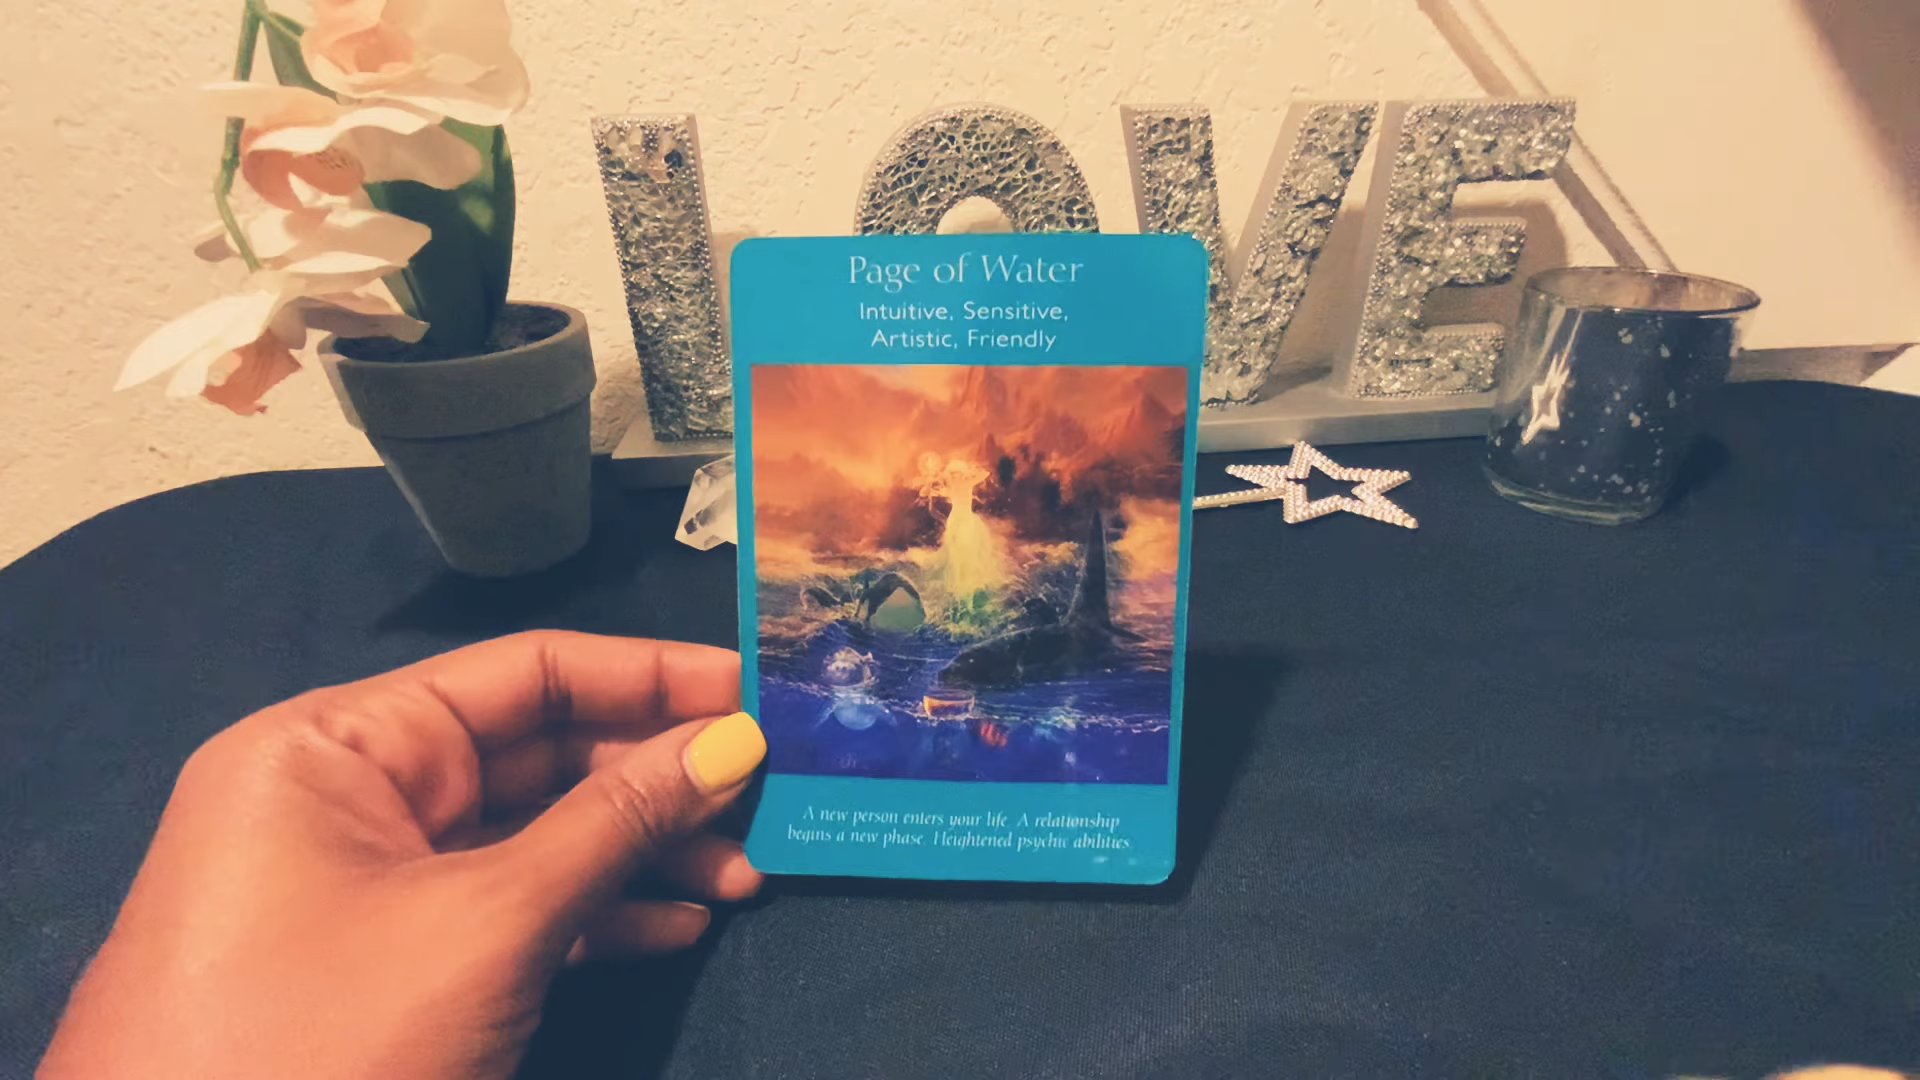 LOVE
Page of Water
Intuitive, Sensitive,
Artistic, Friendly
A new person enters your life. A relationship
begins a new phase. Heightened psychic abilities.